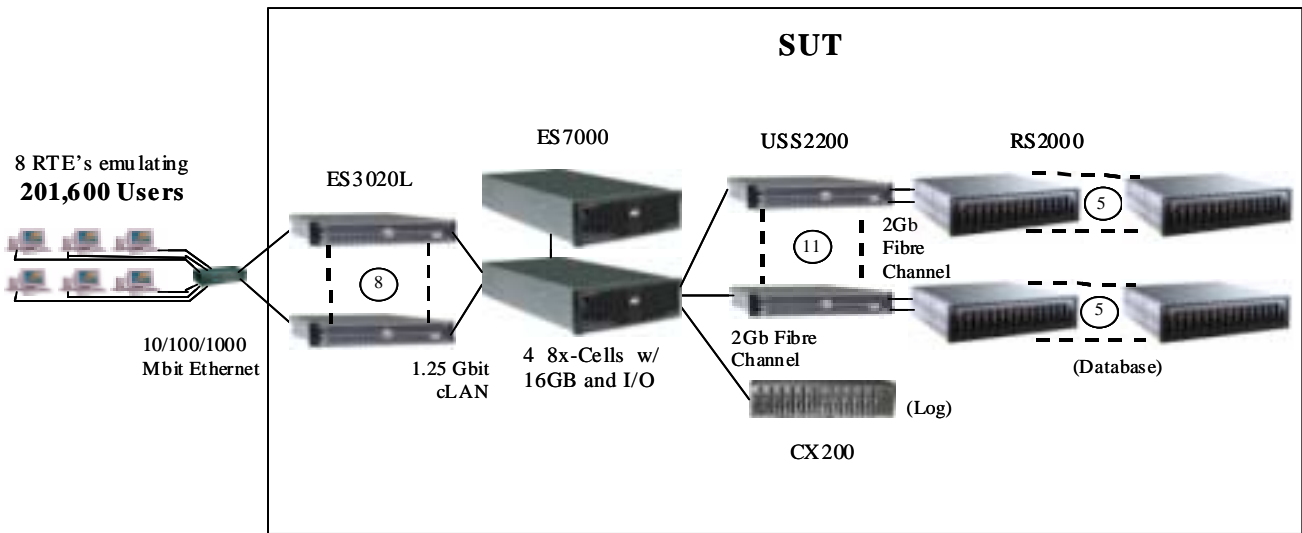 SUT
8 RTE's emulating
201,600 Users
10/100/1000
Mbit Ethernet
ES3020L
8
1.25 Gbit
cLAN
ES7000
4 8x-Cells w/
16GB and I/O
USS2200
11
2Gb
Fibre
Channel
2Gb Fibre
Channel
RS2000
5
5
(Database)
(Log)
CX200